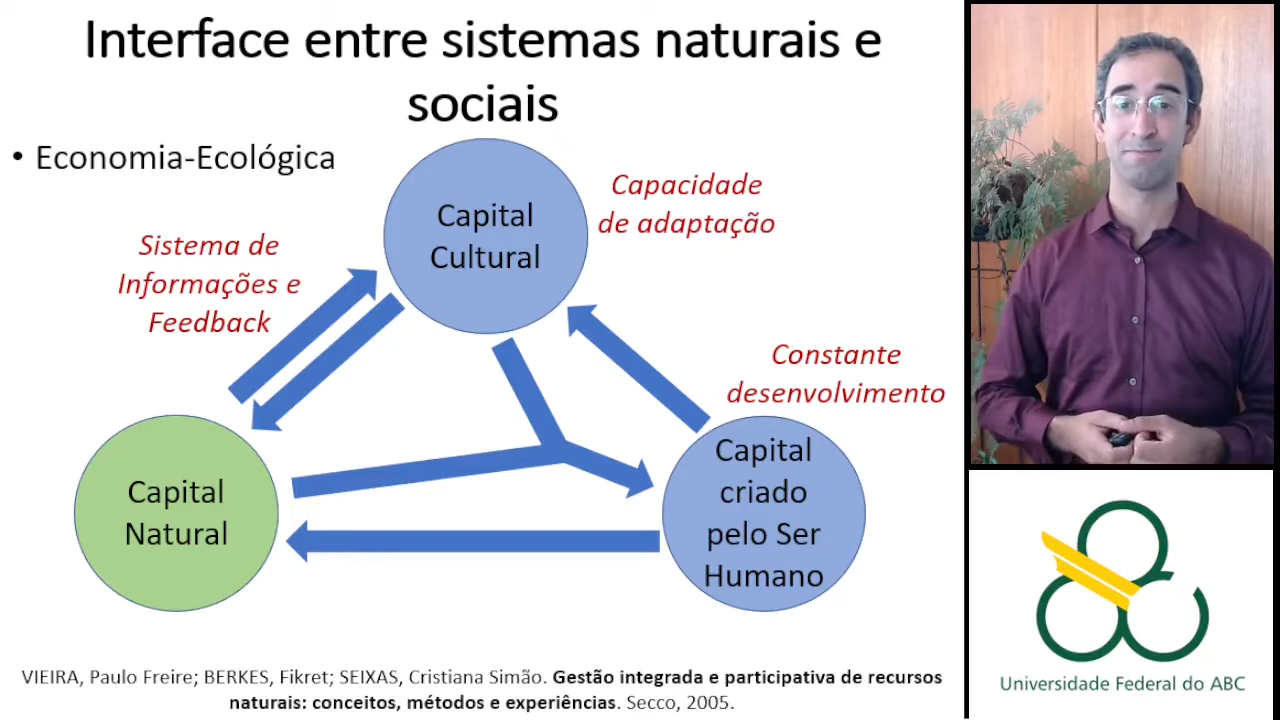 Interface entre sistemas naturais e
sociais
• Economia-Ecológica
Capital
Cultural
Capacidade
de adaptação
Sistema de
Informações e
Feedback
Constante
desenvolvimento
Capital
Natural
Capital
criado
pelo Ser
Humano
VIEIRA, Paulo Freire; BERKES, Fikret; SEIXAS, Cristiana Simão. Gestão integrada e participativa de recursos
naturais: conceitos, métodos e experiências. Secco, 2005.
Universidade Federal do ABC